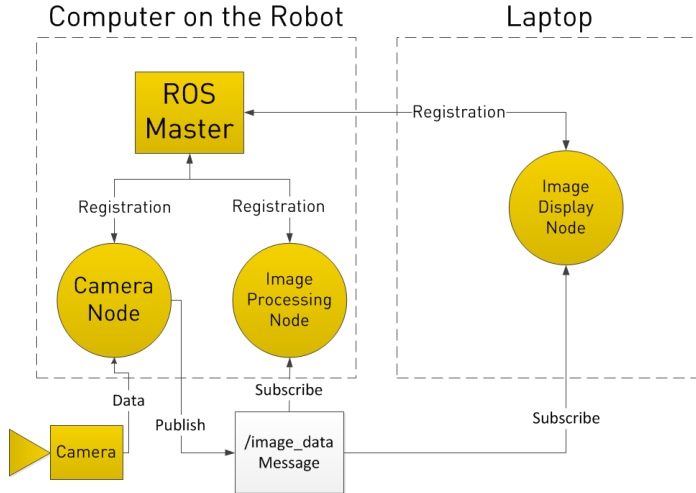 Computer on the Robot
Laptop
ROS
Master
Registration
Registration
Registration
Image
Display
Node
Camera
Node
Image
Processing
Node
Data
Publish
Subscribe
Subscribe
Camera
/image_data
Message